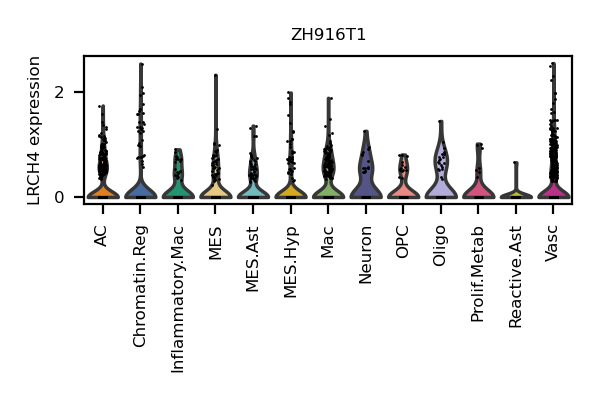 ZH916T1
LRCH4 expression
2
0
AC
Chromatin.Reg
Inflammatory.Mac
MES
MES.Ast
MES.Hyp
Mac
Neuron
OPC
Oligo
Prolif.Metab
Reactive.Ast
Vasc